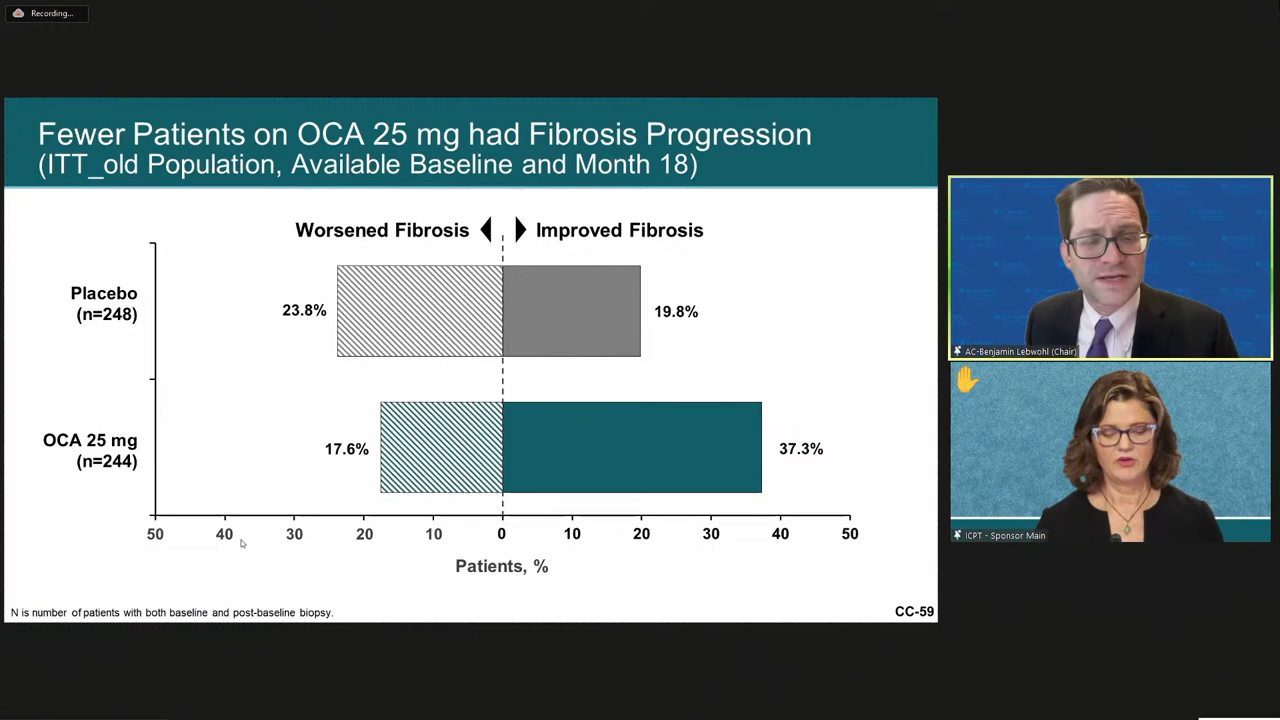 Recording...
Fewer Patients on OCA 25 mg had Fibrosis Progression
(ITT_old Population, Available Baseline and Month 18)
Worsened Fibrosis
Improved Fibrosis
Placebo
(n=248)
23.8%
19.8%
OCA 25 mg
(n=244)
17.6%
37.3%
50 40 30 20 10 0 10 20 30 40 50
Patients, %
N is number of patients with both baseline and post-baseline biopsy.
CC-59
AC-Benjamin Lebwohl (Chair)
ICPT - Sponsor Main